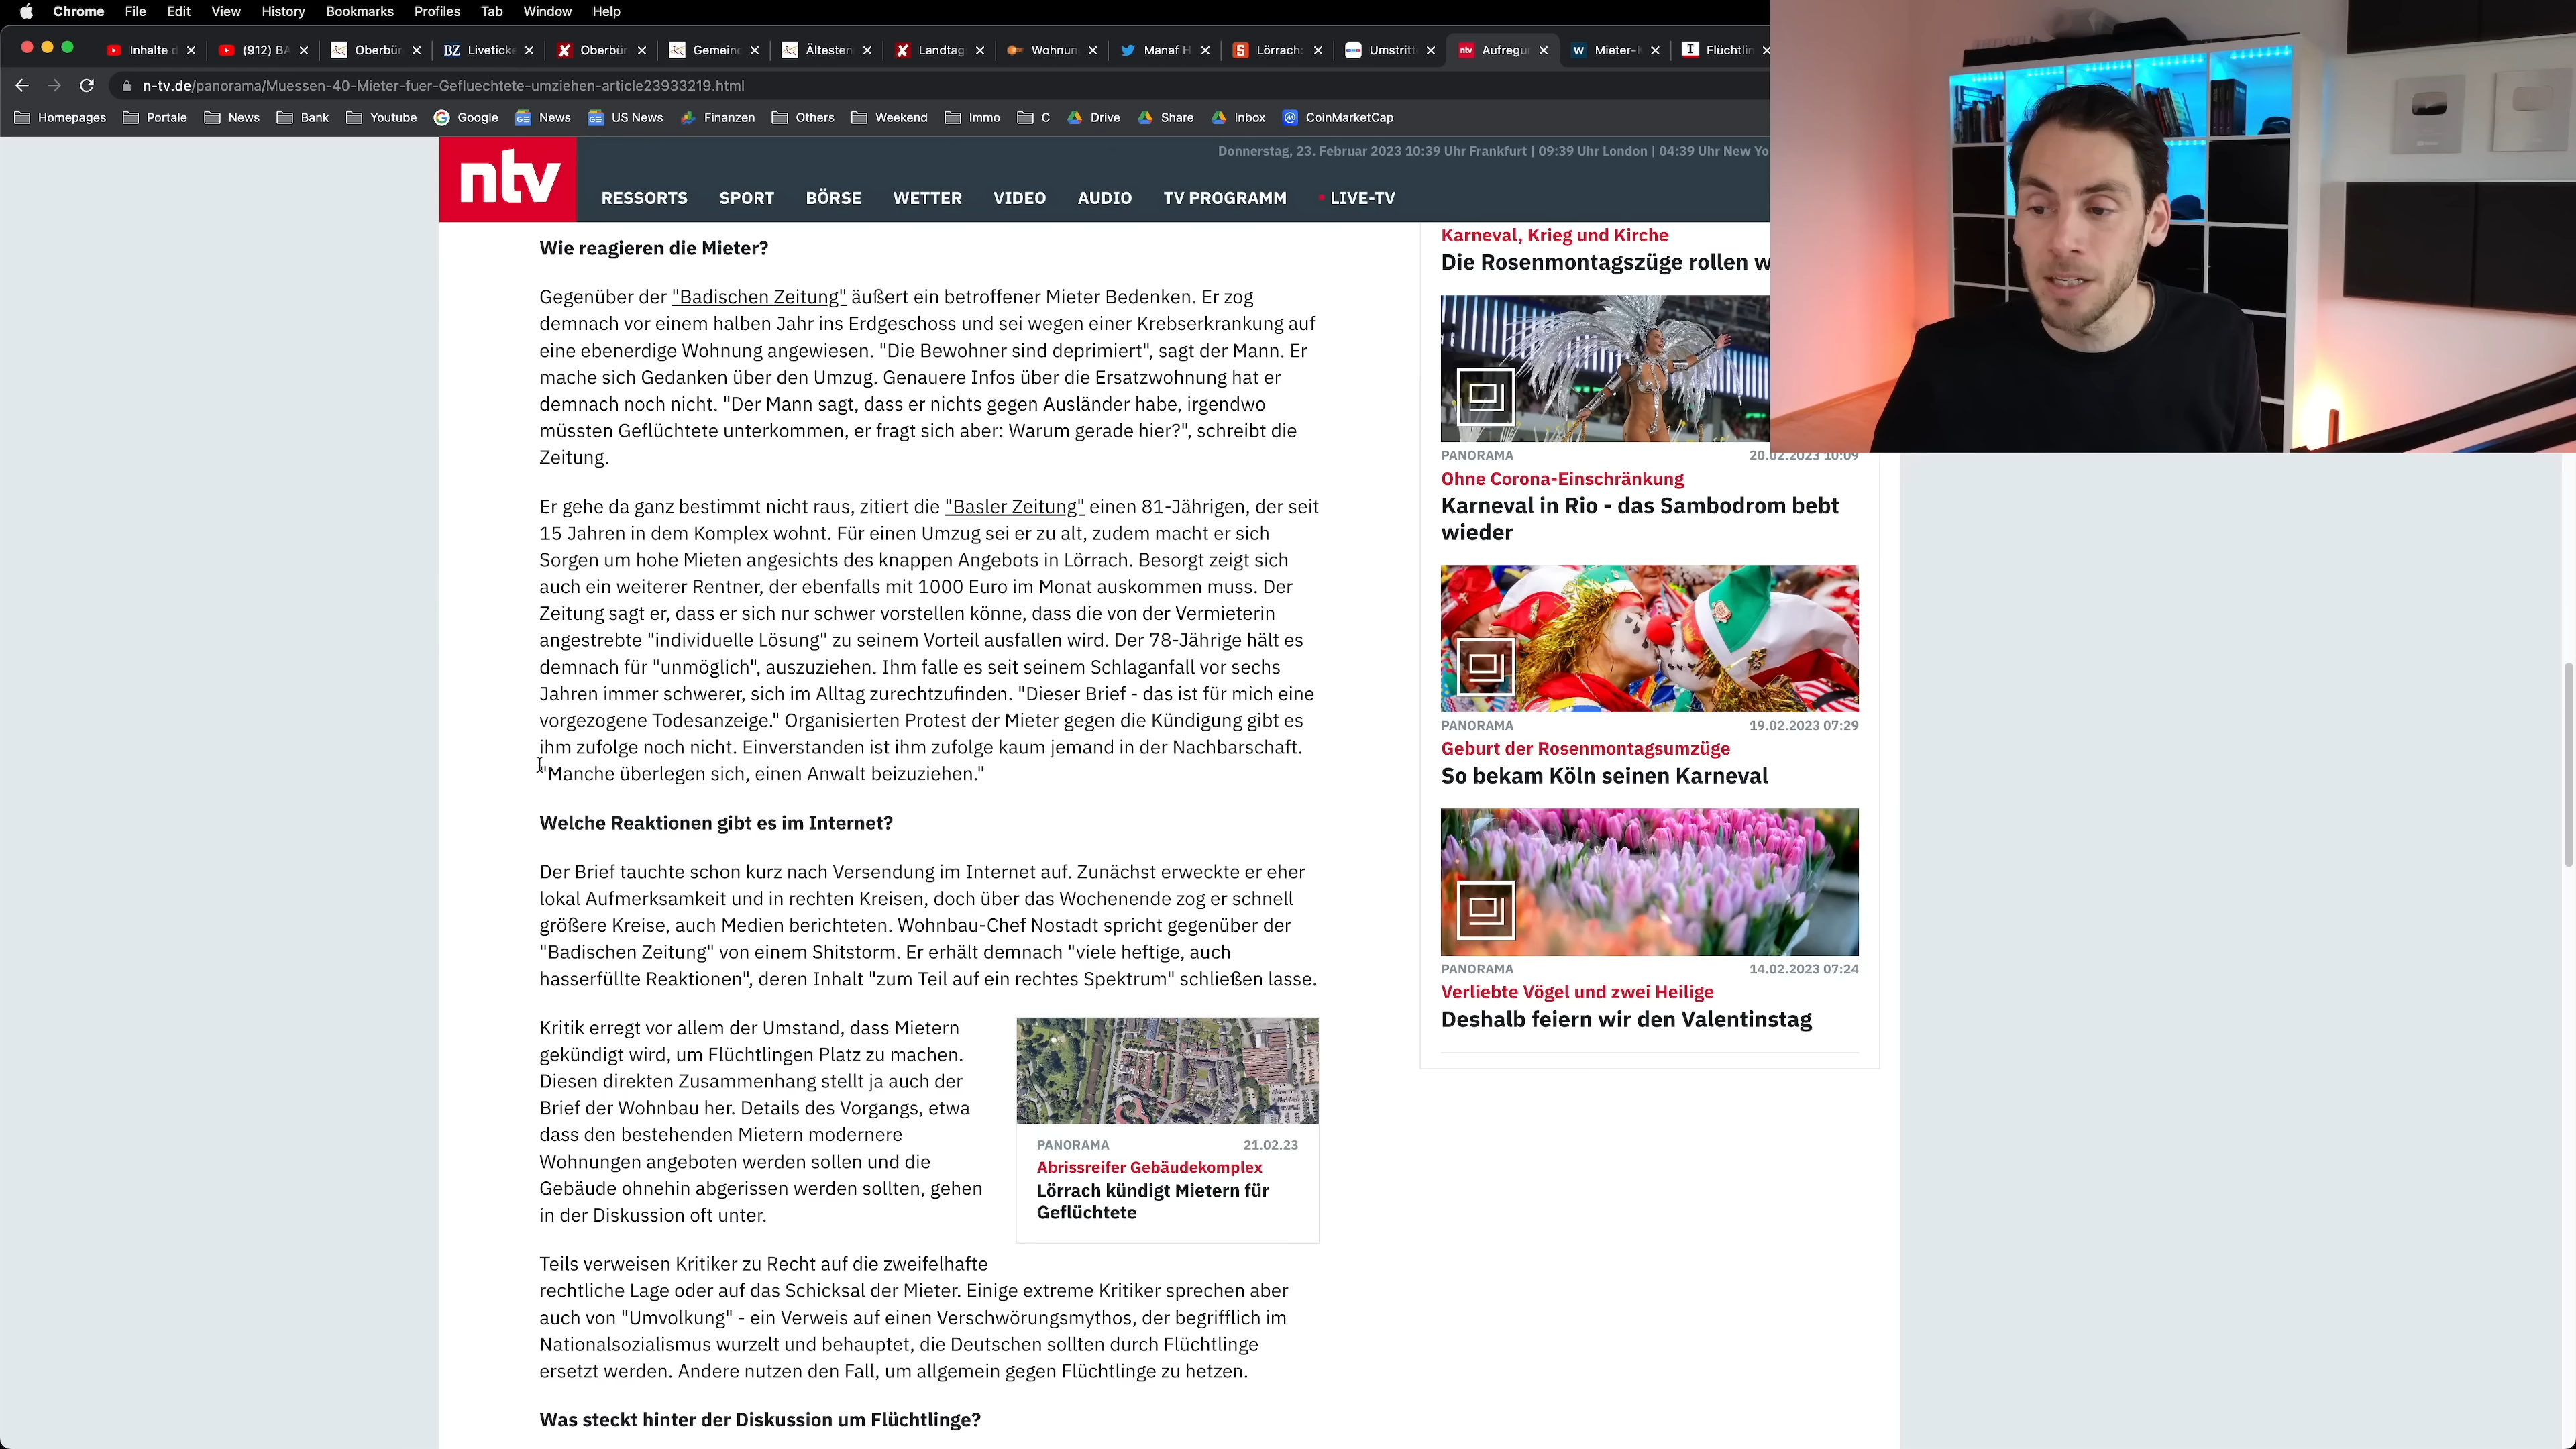 Chrome File Edit View History Bookmarks Profiles Tab Window Help
Inhalte d (912) BA Oberbür Livetick Oberbür Gemein Ältesten Landtag Wohnun Manaf H Lörrach: Umstritt Aufregu Mieter-K Flüchtlin
n-tv.de/panorama/Muessen-40-Mieter-fuer-Gefluechtete-umziehen-article23933219.html
Homepages Portale News Bank Youtube Google News US News Finanzen Others Weekend Immo C Drive Share Inbox CoinMarketCap
Donnerstag, 23. Februar 2023 10:39 Uhr Frankfurt | 09:39 Uhr London | 04:39 Uhr New Yo
ntv
RESSORTS SPORT BÖRSE WETTER VIDEO AUDIO TV PROGRAMM LIVE-TV
Wie reagieren die Mieter?
Gegenüber der "Badischen Zeitung" äußert ein betroffener Mieter Bedenken. Er zog
demnach vor einem halben Jahr ins Erdgeschoss und sei wegen einer Krebserkrankung auf
eine ebenerdige Wohnung angewiesen. "Die Bewohner sind deprimiert", sagt der Mann. Er
mache sich Gedanken über den Umzug. Genauere Infos über die Ersatzwohnung hat er
demnach noch nicht. "Der Mann sagt, dass er nichts gegen Ausländer habe, irgendwo
müssten Geflüchtete unterkommen, er fragt sich aber: Warum gerade hier?", schreibt die
Zeitung.
Er gehe da ganz bestimmt nicht raus, zitiert die "Basler Zeitung" einen 81-Jährigen, der seit
15 Jahren in dem Komplex wohnt. Für einen Umzug sei er zu alt, zudem macht er sich
Sorgen um hohe Mieten angesichts des knappen Angebots in Lörrach. Besorgt zeigt sich
auch ein weiterer Rentner, der ebenfalls mit 1000 Euro im Monat auskommen muss. Der
Zeitung sagt er, dass er sich nur schwer vorstellen könne, dass die von der Vermieterin
angestrebte "individuelle Lösung" zu seinem Vorteil ausfallen wird. Der 78-Jährige hält es
demnach für "unmöglich", auszuziehen. Ihm falle es seit seinem Schlaganfall vor sechs
Jahren immer schwerer, sich im Alltag zurechtzufinden. "Dieser Brief - das ist für mich eine
vorgezogene Todesanzeige." Organisierten Protest der Mieter gegen die Kündigung gibt es
ihm zufolge noch nicht. Einverstanden ist ihm zufolge kaum jemand in der Nachbarschaft.
"Manche überlegen sich, einen Anwalt beizuziehen."
Welche Reaktionen gibt es im Internet?
Der Brief tauchte schon kurz nach Versendung im Internet auf. Zunächst erweckte er eher
lokal Aufmerksamkeit und in rechten Kreisen, doch über das Wochenende zog er schnell
größere Kreise, auch Medien berichteten. Wohnbau-Chef Nostadt spricht gegenüber der
"Badischen Zeitung" von einem Shitstorm. Er erhält demnach "viele heftige, auch
hasserfüllte Reaktionen", deren Inhalt "zum Teil auf ein rechtes Spektrum" schließen lasse.
Kritik erregt vor allem der Umstand, dass Mietern
gekündigt wird, um Flüchtlingen Platz zu machen.
Diesen direkten Zusammenhang stellt ja auch der
Brief der Wohnbau her. Details des Vorgangs, etwa
dass den bestehenden Mietern modernere
Wohnungen angeboten werden sollen und die
Gebäude ohnehin abgerissen werden sollten, gehen
in der Diskussion oft unter.
PANORAMA 21.02.23
Abrissreifer Gebäudekomplex
Lörrach kündigt Mietern für
Geflüchtete
Teils verweisen Kritiker zu Recht auf die zweifelhafte
rechtliche Lage oder auf das Schicksal der Mieter. Einige extreme Kritiker sprechen aber
auch von "Umvolkung" - ein Verweis auf einen Verschwörungsmythos, der begrifflich im
Nationalsozialismus wurzelt und behauptet, die Deutschen sollten durch Flüchtlinge
ersetzt werden. Andere nutzen den Fall, um allgemein gegen Flüchtlinge zu hetzen.
Was steckt hinter der Diskussion um Flüchtlinge?
Karneval, Krieg und Kirche
Die Rosenmontagszüge rollen w
PANORAMA 20.02.2023 10:09
Ohne Corona-Einschränkung
Karneval in Rio - das Sambodrom bebt
wieder
PANORAMA 19.02.2023 07:29
Geburt der Rosenmontagsumzüge
So bekam Köln seinen Karneval
PANORAMA 14.02.2023 07:24
Verliebte Vögel und zwei Heilige
Deshalb feiern wir den Valentinstag